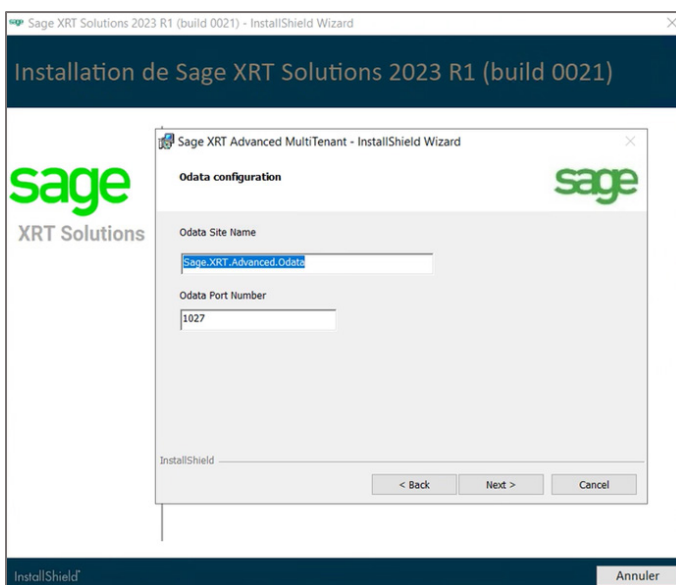 Sage XRT Solutions 2023 R1 (build 0021) - InstallShield Wizard
Installation de Sage XRT Solutions 2023 R1 (build 0021)
sage
XRT Solutions
Sage XRT Advanced MultiTenant - InstallShield Wizard
Odata configuration
sage
Odata Site Name
Sage.XRT.Advanced.Odata
Odata Port Number
1027
InstallShield
< Back
Next >
Cancel
InstallShield
Annuler